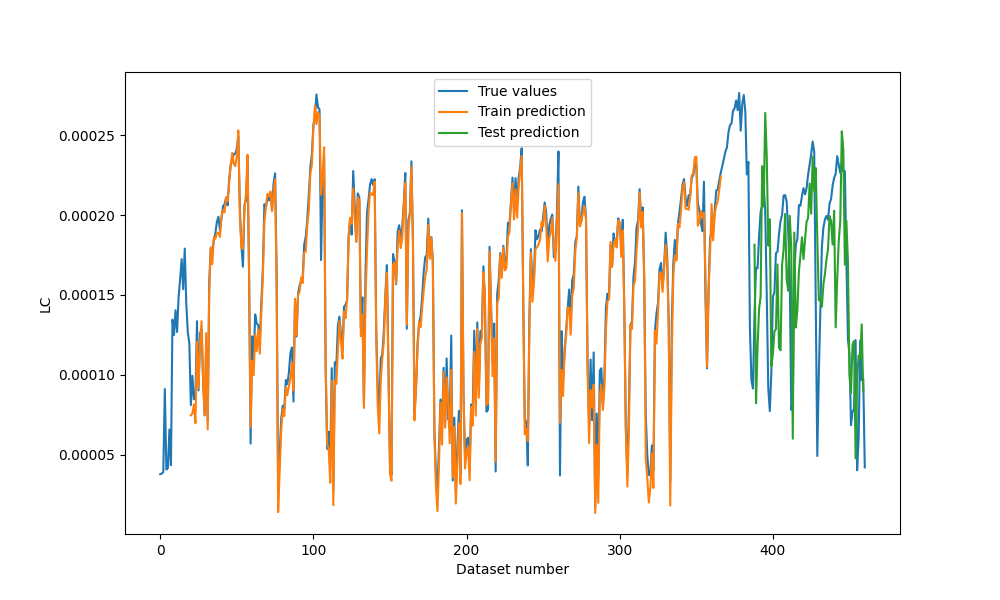 True values
Train prediction
Test prediction
0.00025
0.00020
0.00015
0.00010
0.00005
LC
0 100 200 300 400
Dataset number